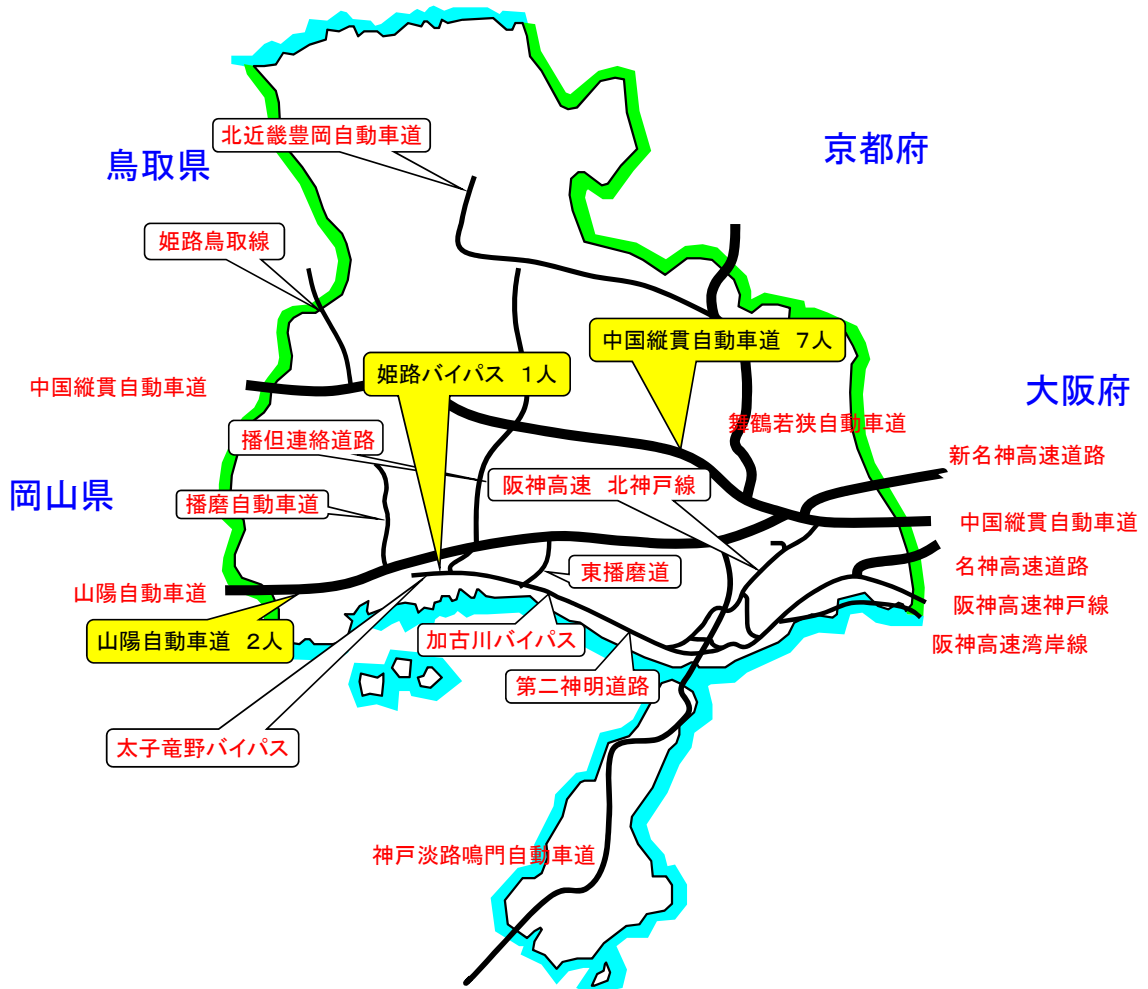 北近畿豊岡自動車道
鳥取県
京都府
姫路鳥取線
中国縦貫自動車道 7人
姫路バイパス 1人
中国縦貫自動車道
大阪府
舞鶴若狭自動車道
播但連絡道路
新名神高速道路
阪神高速 北神戸線
岡山県
播磨自動車道
中国縦貫自動車道
名神高速道路
東播磨道
山陽自動車道
阪神高速神戸線
山陽自動車道 2人
加古川バイパス
阪神高速湾岸線
第二神明道路
太子竜野バイパス
神戸淡路鳴門自動車道